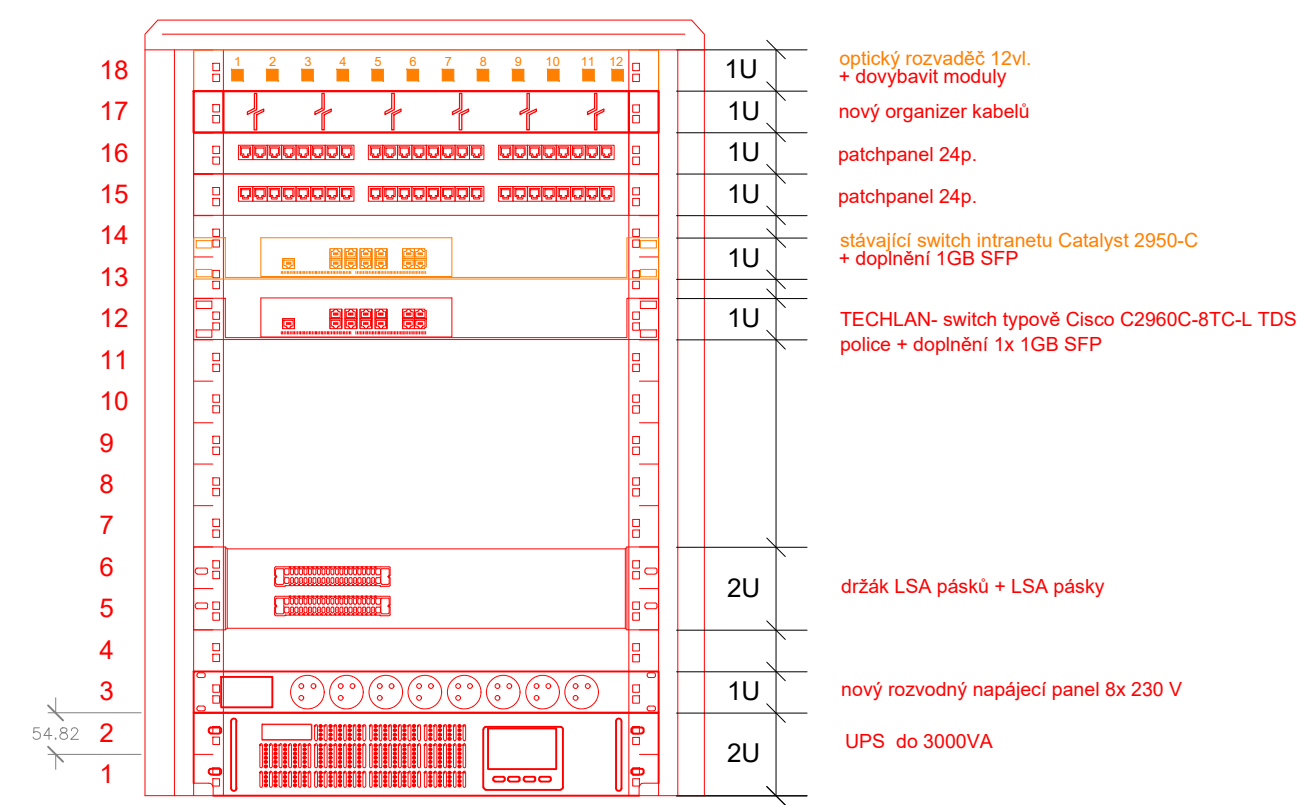 1 2 3 4 5 6 7 8 9 10 11 12
18 1U optický rozvaděč 12vl.
+ dovybavit moduly
17 1U nový organizer kabelů
16 1U patchpanel 24p.
15 1U patchpanel 24p.
14
1U stávající switch intranetu Catalyst 2950-C
+ doplnění 1GB SFP
13
12 1U TECHLAN- switch typově Cisco C2960C-8TC-L TDS
police + doplnění 1x 1GB SFP
11
10
9
8
7
6
2U držák LSA pásků + LSA pásky
5
4
3 1U nový rozvodný napájecí panel 8x 230 V
54.82
2
2U UPS do 3000VA
1